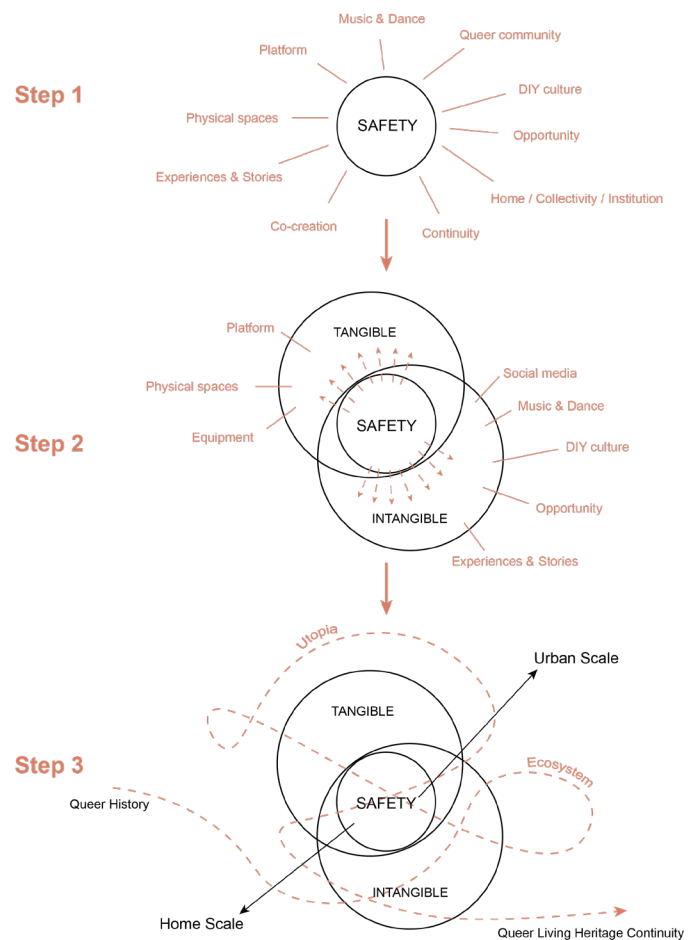 Music & Dance
Queer community
Platform
Step 1
DIY culture
Physical spaces
SAFETY
Opportunity
Experiences & Stories
Home / Collectivity / Institution
Co-creation
Continuity
Platform
TANGIBLE
Social media
Physical spaces
Music & Dance
SAFETY
Equipment
Step 2
DIY culture
Opportunity
INTANGIBLE
Experiences & Stories
Utopia
Urban Scale
TANGIBLE
Step 3
Ecosystem
Queer History
SAFETY
INTANGIBLE
Home Scale
Queer Living Heritage Continuity